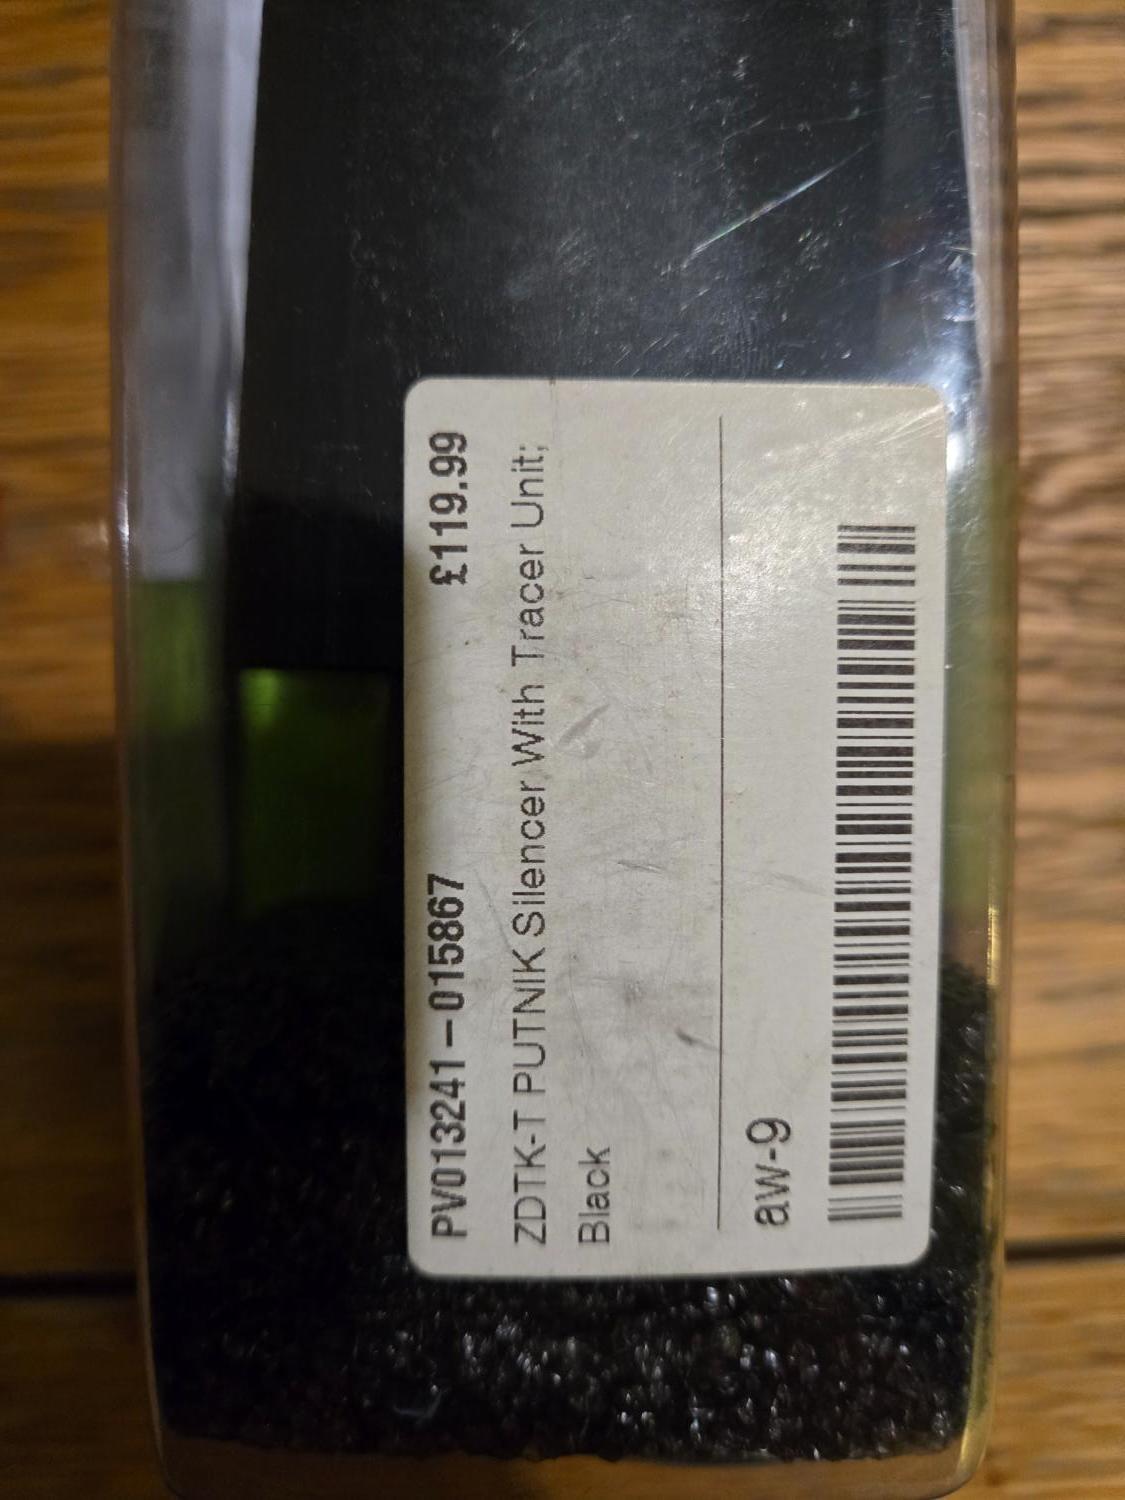 PV013241-015867 £119.99
ZDTK-T PUTNIK Silencer With Tracer Unit;
Black
aw-9